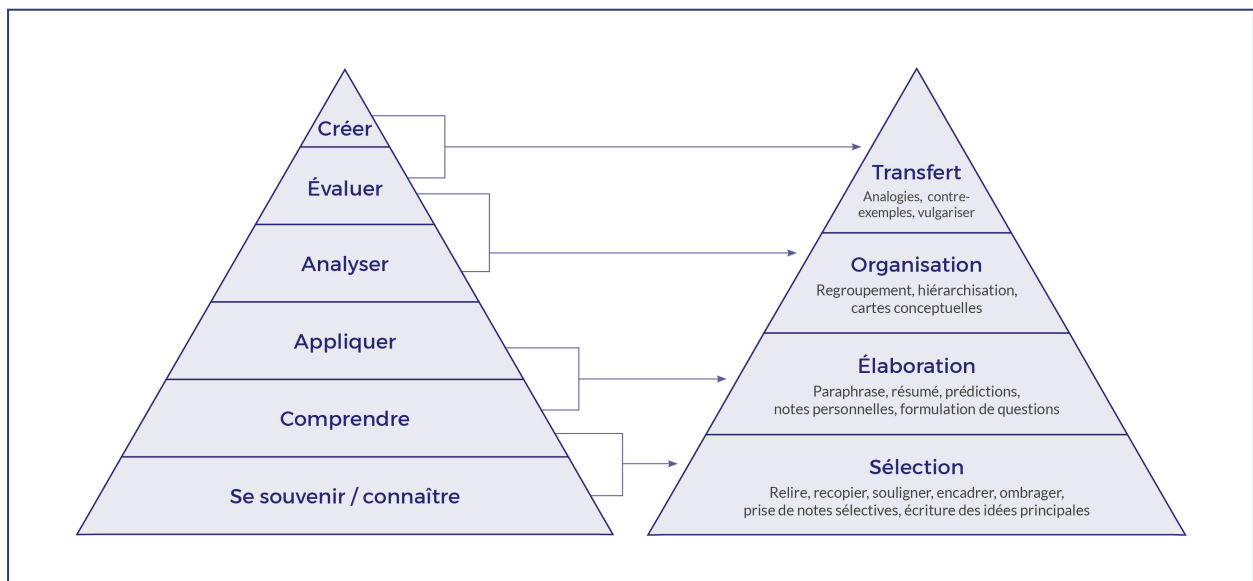 Créer
Évaluer
Analyser
Appliquer
Comprendre
Se souvenir / connaître
Transfert
Analogies, contre-
exemples, vulgariser
Organisation
Regroupement, hiérarchisation,
cartes conceptuelles
Élaboration
Paraphrase, résumé, prédictions,
notes personnelles, formulation de questions
Sélection
Relire, recopier, souligner, encadrer, ombrager,
prise de notes sélectives, écriture des idées principales